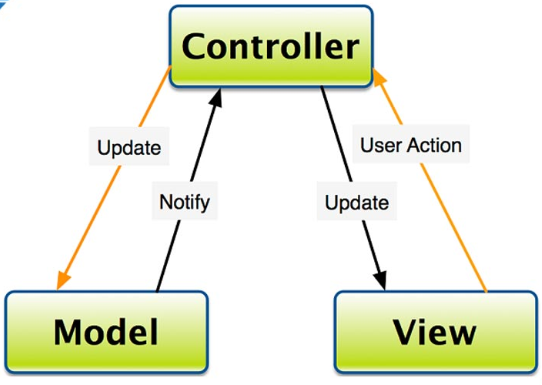 Controller
Update
User Action
Notify
Update
Model
View